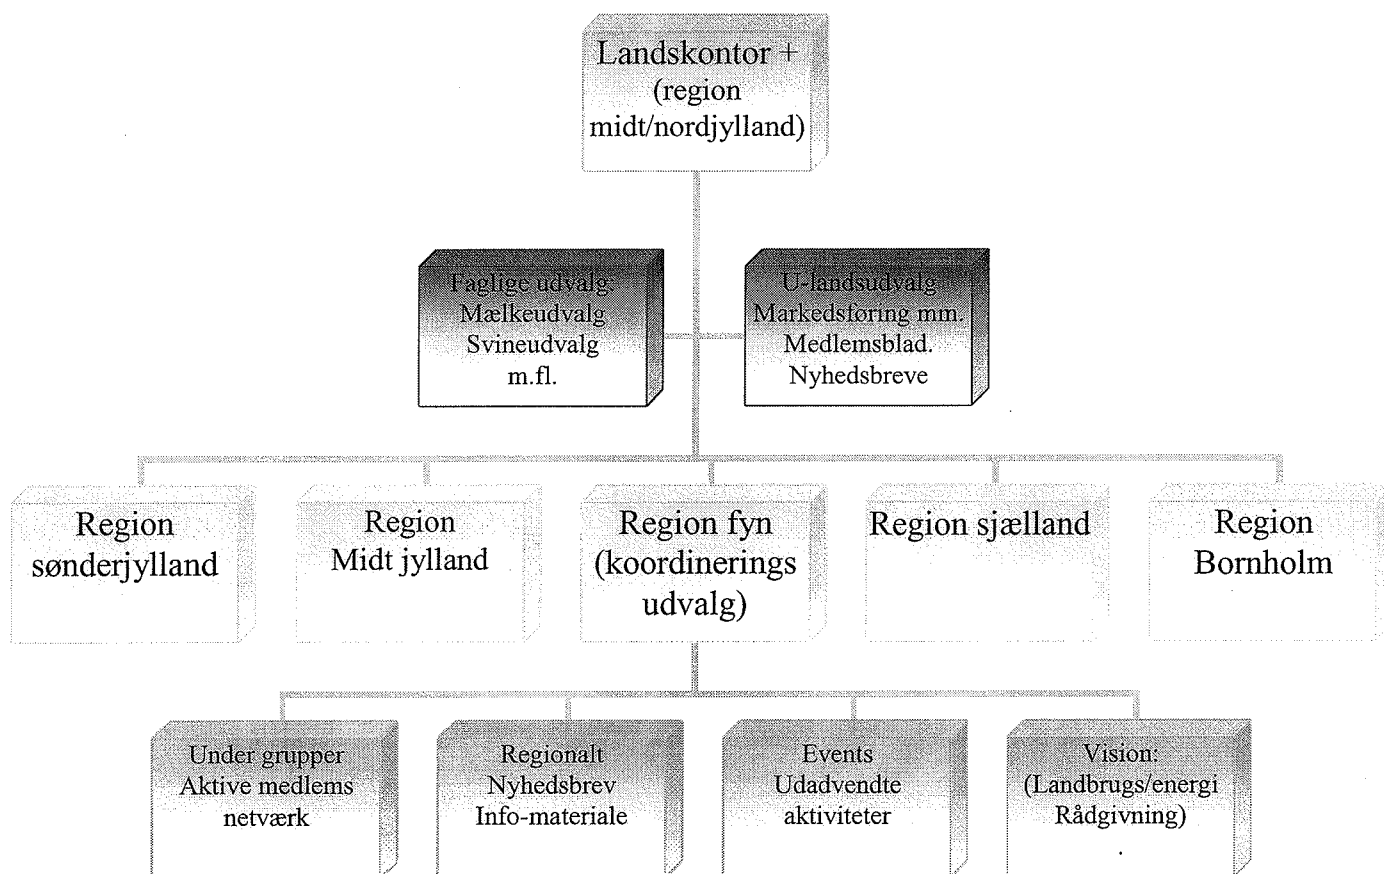 Landskontor +
(region
midt/nordjylland)
Faglige udvalg:
Mælkeudvalg
Svineudvalg
m.fl.
U-landsudvalg
Markedsføring mm.
Medlemsblad.
Nyhedsbreve
Region
sønderjylland
Region
Midt jylland
Region fyn
(koordinerings
udvalg)
Region sjælland
Region
Bornholm
Under grupper
Aktive medlems
netværk
Regionalt
Nyhedsbrev
Info-materiale
Events
Udadvendte
aktiviteter
Vision:
(Landbrugs/energi
Rådgivning)